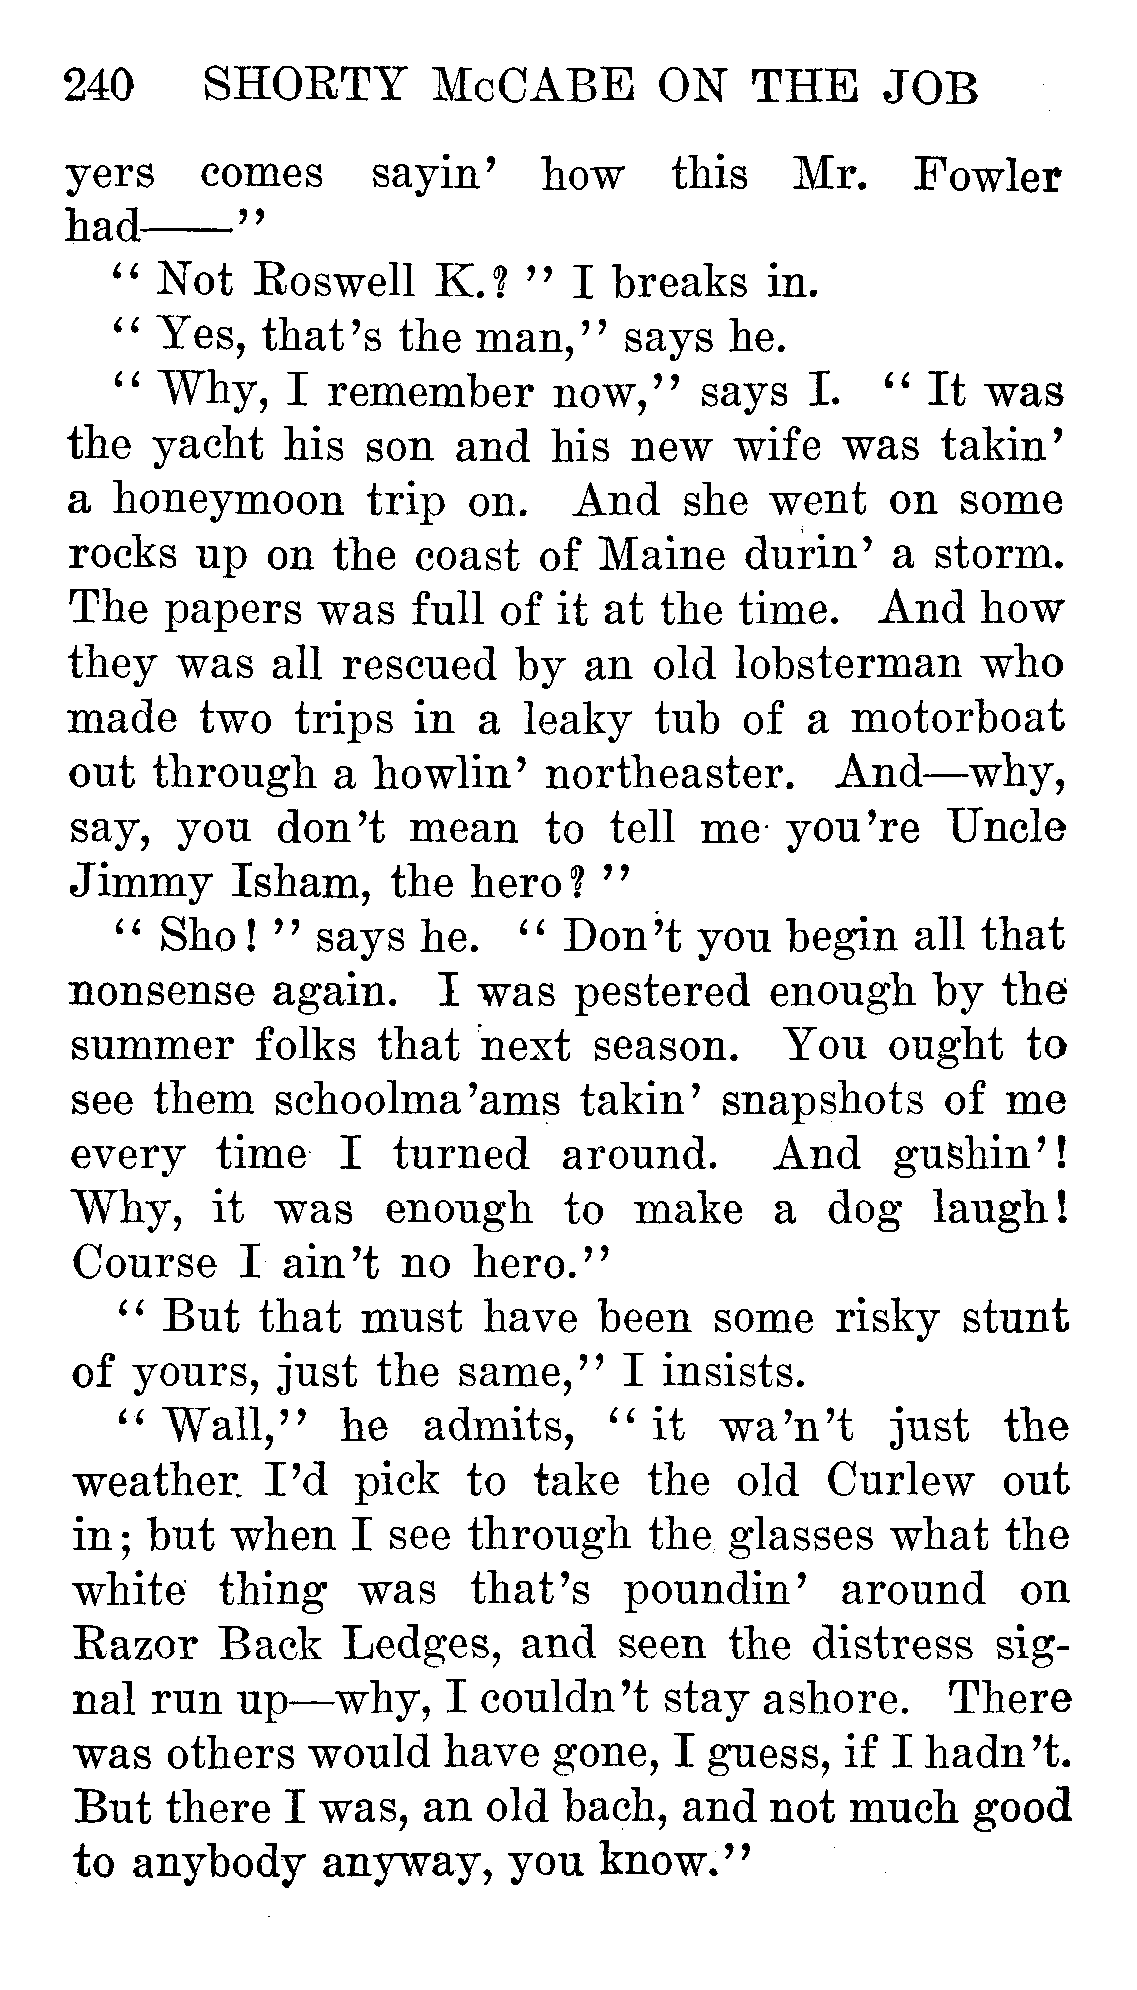 240 SHORTY McCABE ON THE JOB
yers comes sayin' how this Mr. Fowler
had——"
"Not Roswell K.?" I breaks in.
"Yes, that's the man," says he.
"Why, I remember now," says I. "It was
the yacht his son and his new wife was takin'
a honeymoon trip on. And she went on some
rocks up on the coast of Maine durin' a storm.
The papers was full of it at the time. And how
they was all rescued by an old lobsterman who
made two trips in a leaky tub of a motorboat
out through a howlin' northeaster. And—why,
say, you don't mean to tell me you're Uncle
Jimmy Isham, the hero?"
"Sho!" says he. "Don't you begin all that
nonsense again. I was pestered enough by the
summer folks that next season. You ought to
see them schoolma'ams takin' snapshots of me
every time I turned around. And gushin'!
Why, it was enough to make a dog laugh!
Course I ain't no hero."
"But that must have been some risky stunt
of yours, just the same," I insists.
"Wall," he admits, "it wa'n't just the
weather I'd pick to take the old Curlew out
in; but when I see through the glasses what the
white thing was that's poundin' around on
Razor Back Ledges, and seen the distress sig-
nal run up—why, I couldn't stay ashore. There
was others would have gone, I guess, if I hadn't.
But there I was, an old bach, and not much good
to anybody anyway, you know."